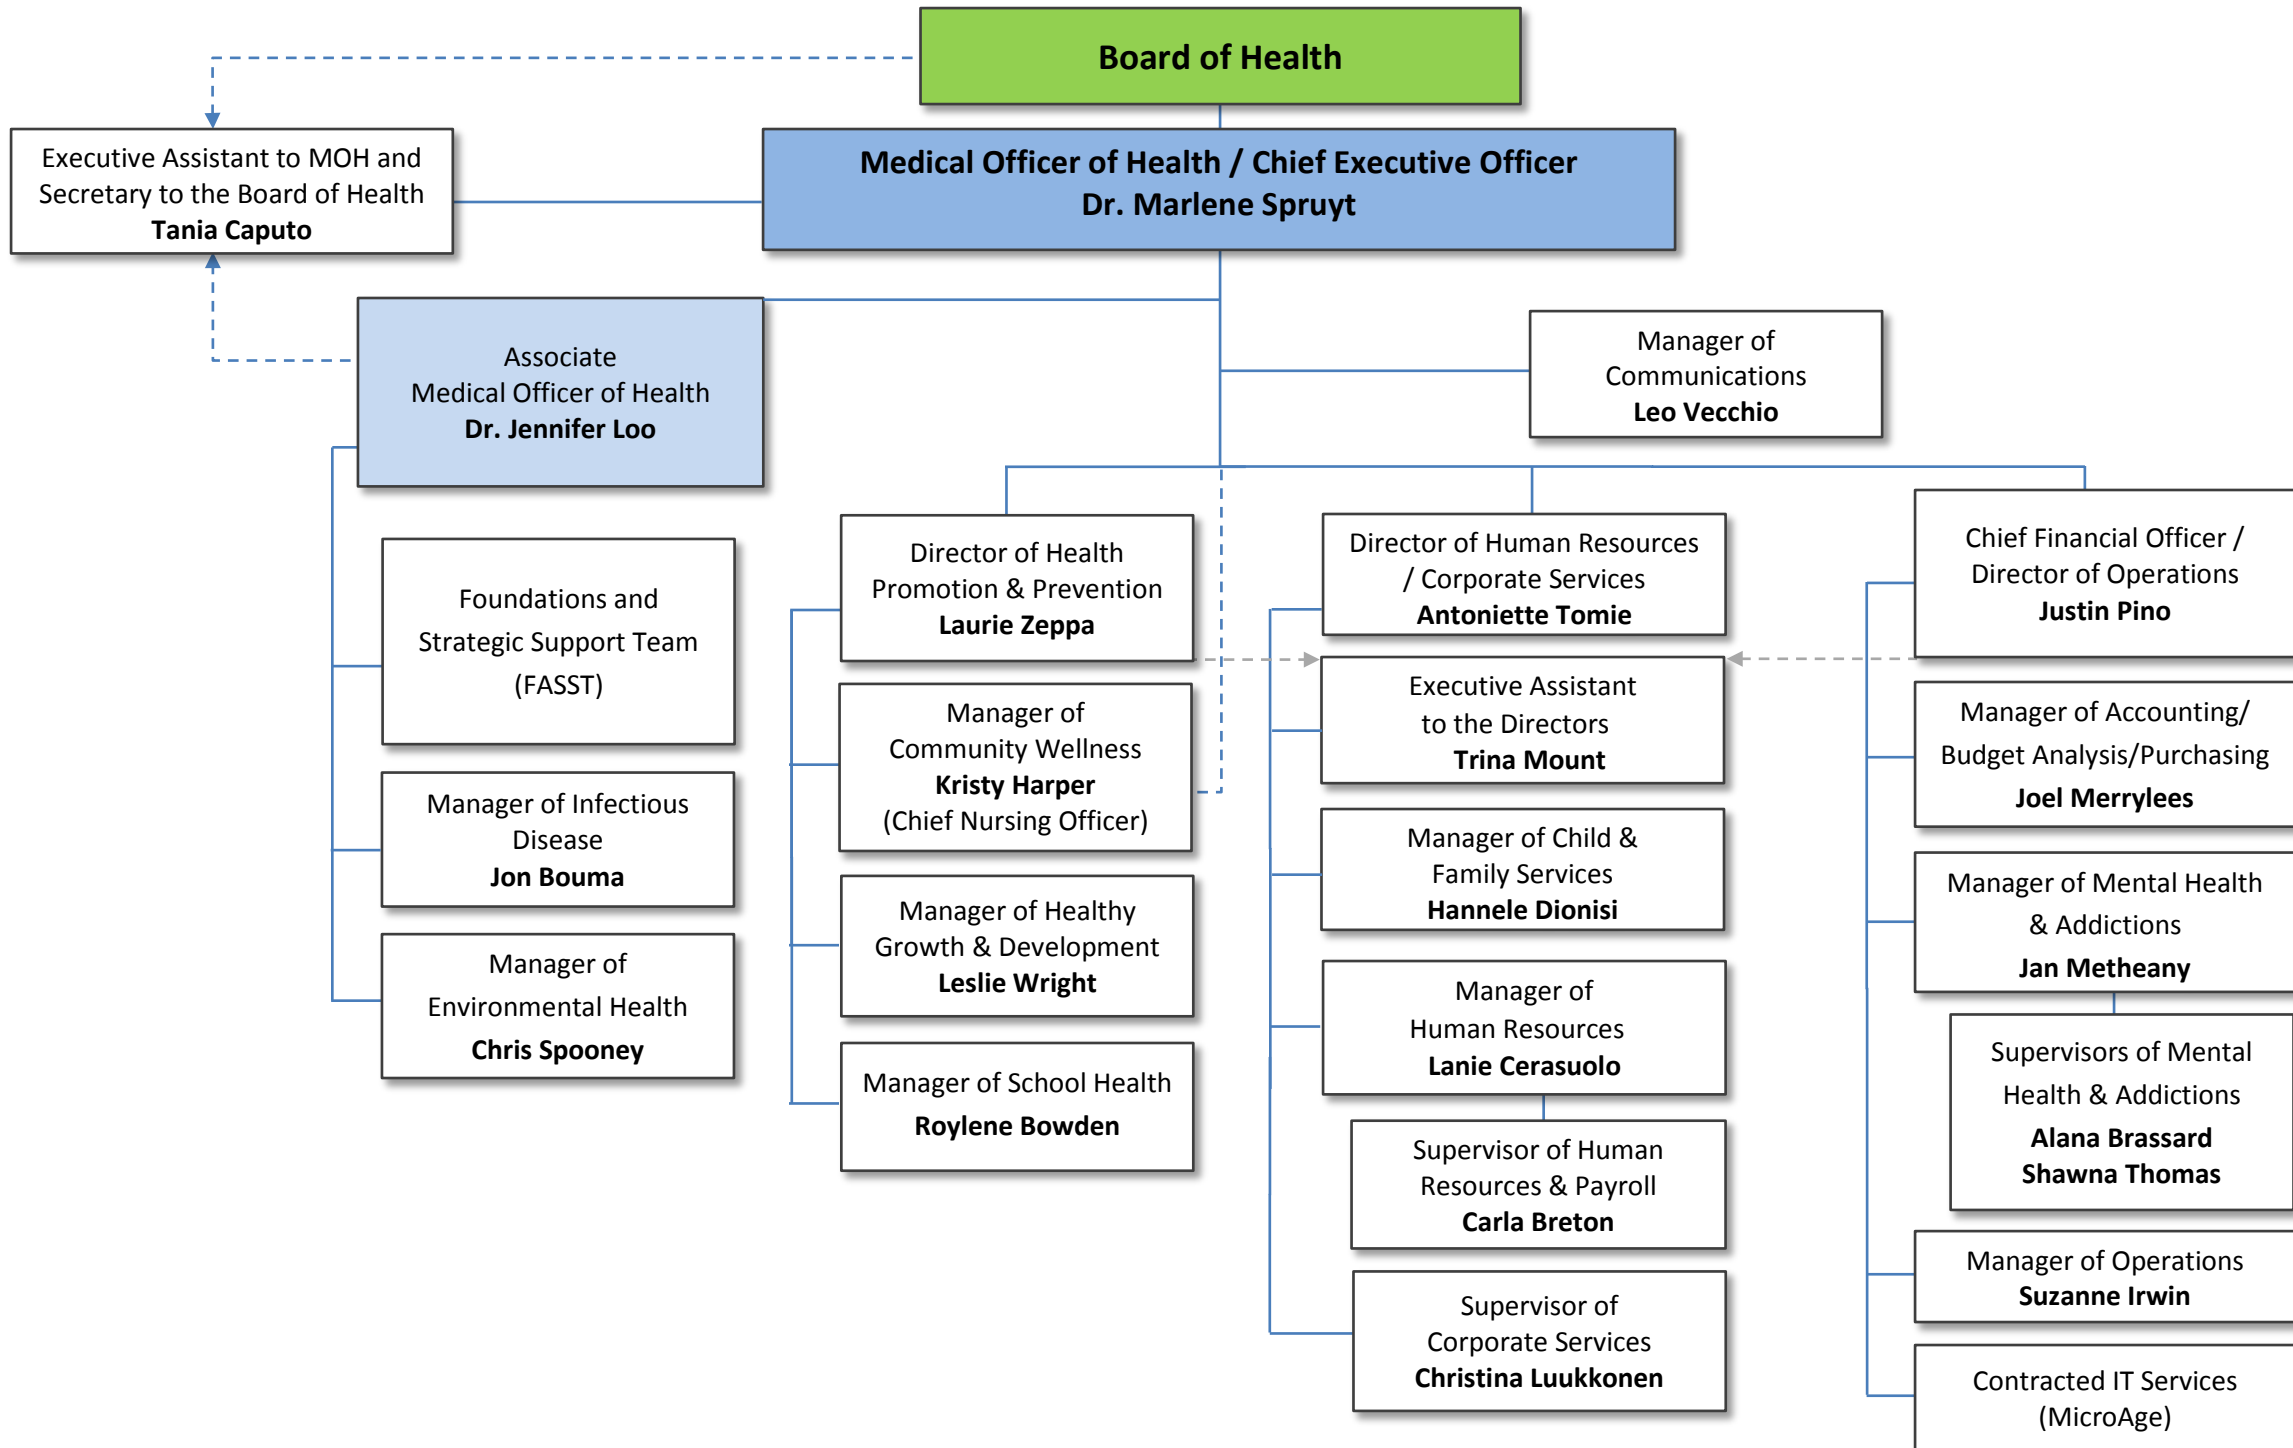 Board of Health
Executive Assistant to MOH and
Secretary to the Board of Health
Tania Caputo
Medical Officer of Health / Chief Executive Officer
Dr. Marlene Spruyt
Associate
Medical Officer of Health
Dr. Jennifer Loo
Manager of
Communications
Leo Vecchio
Foundations and
Strategic Support Team
(FASST)
Manager of Infectious
Disease
Jon Bouma
Manager of
Environmental Health
Chris Spooney
Director of Health
Promotion & Prevention
Laurie Zeppa
Manager of
Community Wellness
Kristy Harper
(Chief Nursing Officer)
Manager of Healthy
Growth & Development
Leslie Wright
Manager of School Health
Roylene Bowden
Director of Human Resources
/ Corporate Services
Antoniette Tomie
Executive Assistant
to the Directors
Trina Mount
Manager of Child &
Family Services
Hannele Dionisi
Manager of
Human Resources
Lanie Cerasuolo
Supervisor of Human
Resources & Payroll
Carla Breton
Supervisor of
Corporate Services
Christina Luukkonen
Chief Financial Officer /
Director of Operations
Justin Pino
Manager of Accounting/
Budget Analysis/Purchasing
Joel Merrylees
Manager of Mental Health
& Addictions
Jan Metheany
Supervisors of Mental
Health & Addictions
Alana Brassard
Shawna Thomas
Manager of Operations
Suzanne Irwin
Contracted IT Services
(MicroAge)